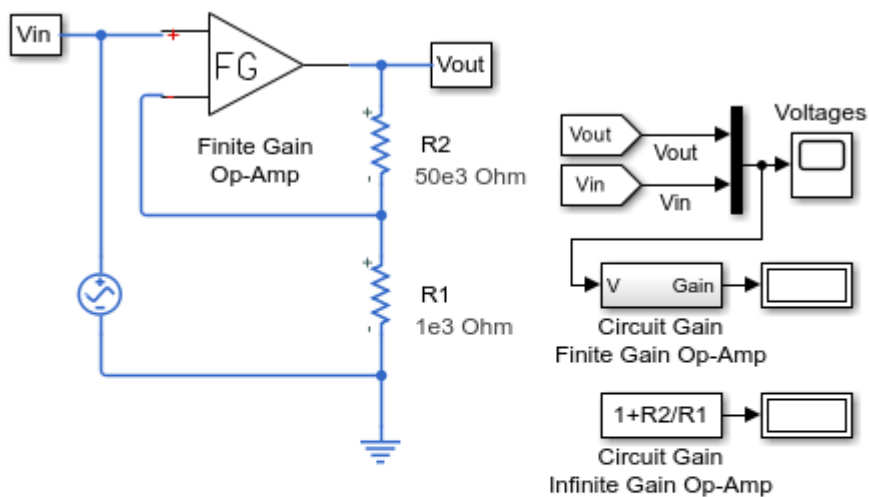 Vin
+
-
FG
Vout
Finite Gain
Op-Amp
+
R2
50e3 Ohm
-
+
R1
1e3 Ohm
-
+
-
Voltages
Vout
Vout
Vin
Vin
V
Gain
Circuit Gain
Finite Gain Op-Amp
1+R2/R1
Circuit Gain
Infinite Gain Op-Amp